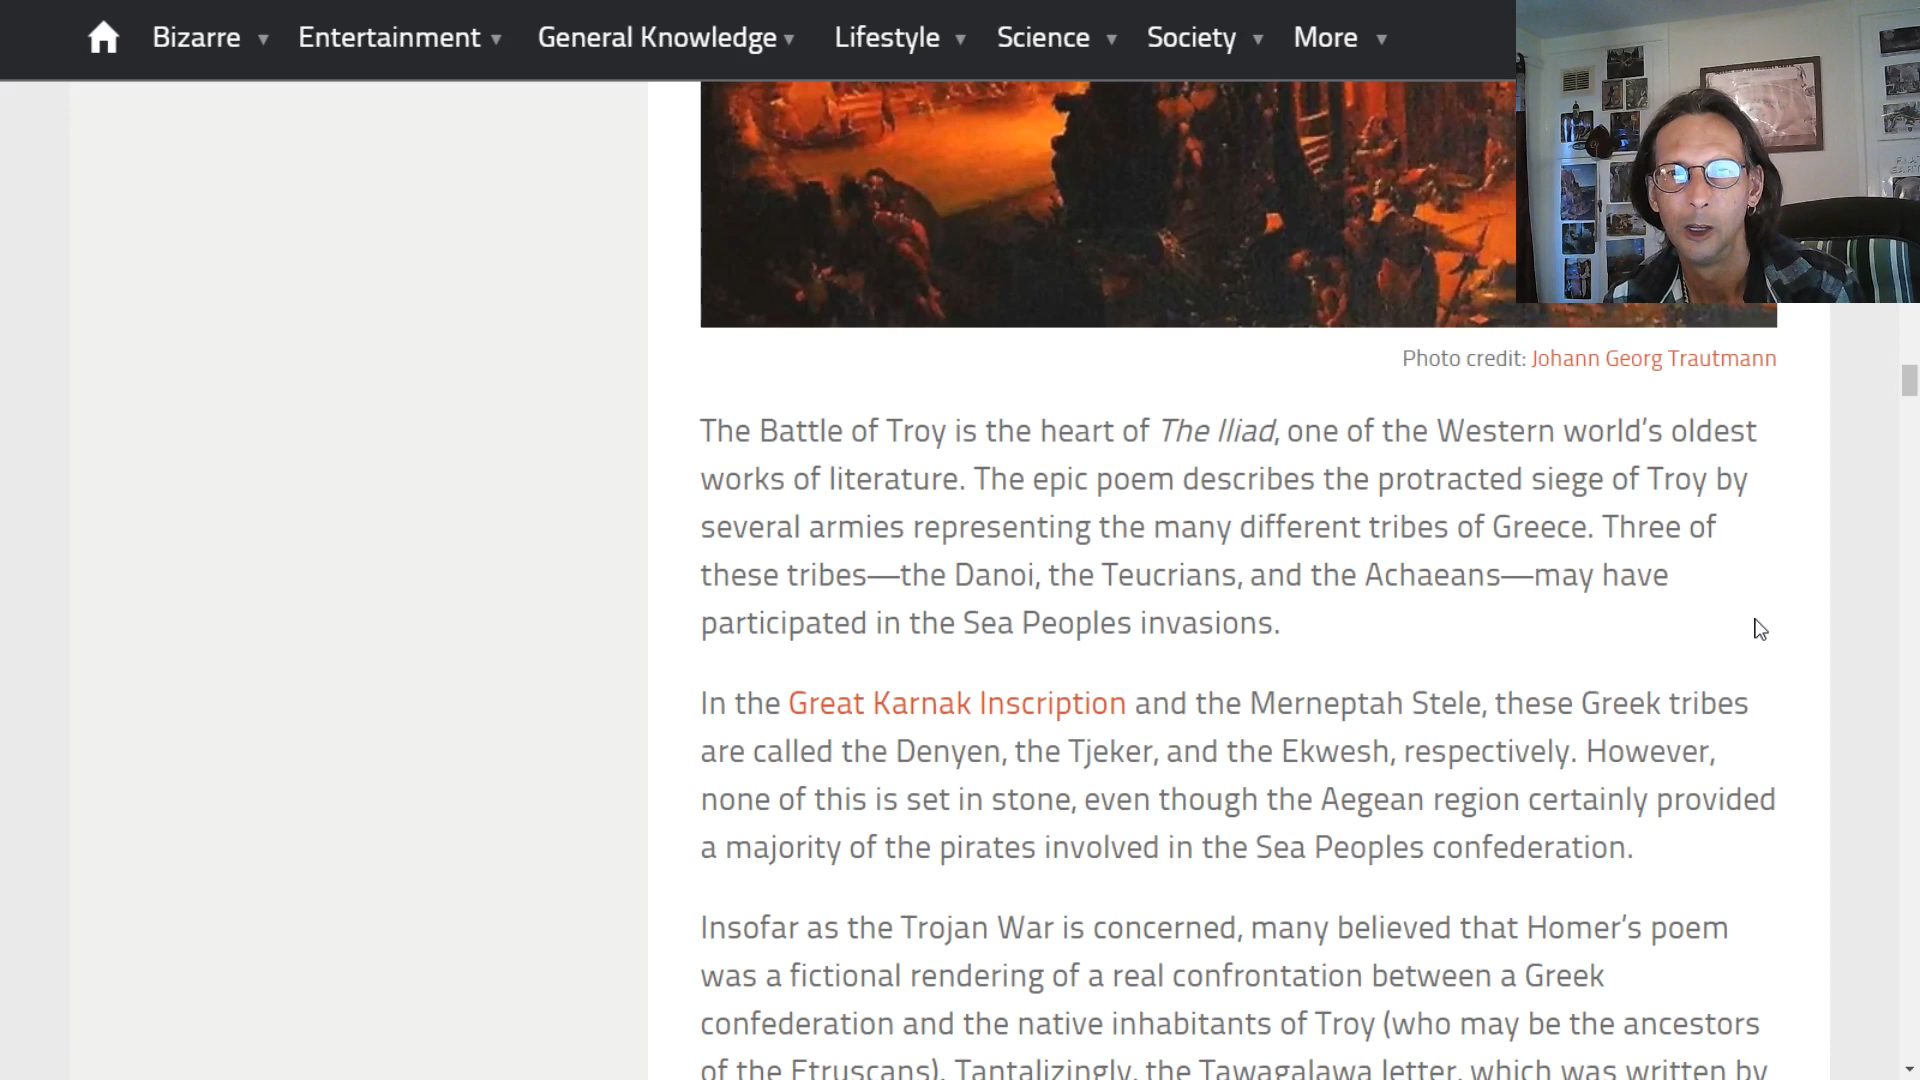 Bizarre Entertainment General Knowledge Lifestyle Science Society More
Photo credit: Johann Georg Trautmann
The Battle of Troy is the heart of The Iliad, one of the Western world's oldest
works of literature. The epic poem describes the protracted siege of Troy by
several armies representing the many different tribes of Greece. Three of
these tribes—the Danoi, the Teucrians, and the Achaeans—may have
participated in the Sea Peoples invasions.
In the Great Karnak Inscription and the Merneptah Stele, these Greek tribes
are called the Denyen, the Tjeker, and the Ekwesh, respectively. However,
none of this is set in stone, even though the Aegean region certainly provided
a majority of the pirates involved in the Sea Peoples confederation.
Insofar as the Trojan War is concerned, many believed that Homer's poem
was a fictional rendering of a real confrontation between a Greek
confederation and the native inhabitants of Troy (who may be the ancestors
of the Etruscans). Tantalizingly, the Tawagalawa letter, which was written by